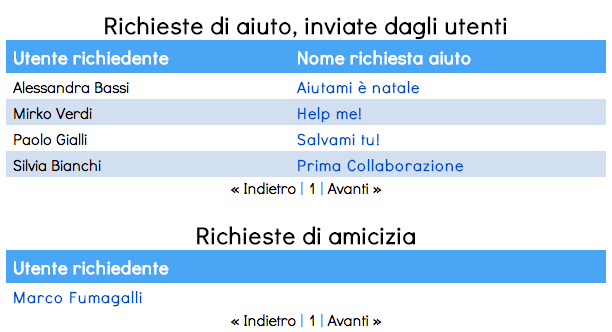 Richieste di aiuto, inviate dagli utenti
Utente richiedente Nome richiesta aiuto
Alessandra Bassi Aiutami è natale
Mirko Verdi Help me!
Paolo Gialli Salvami tu!
Silvia Bianchi Prima Collaborazione
« Indietro | 1 | Avanti »
Richieste di amicizia
Utente richiedente
Marco Fumagalli
« Indietro | 1 | Avanti »